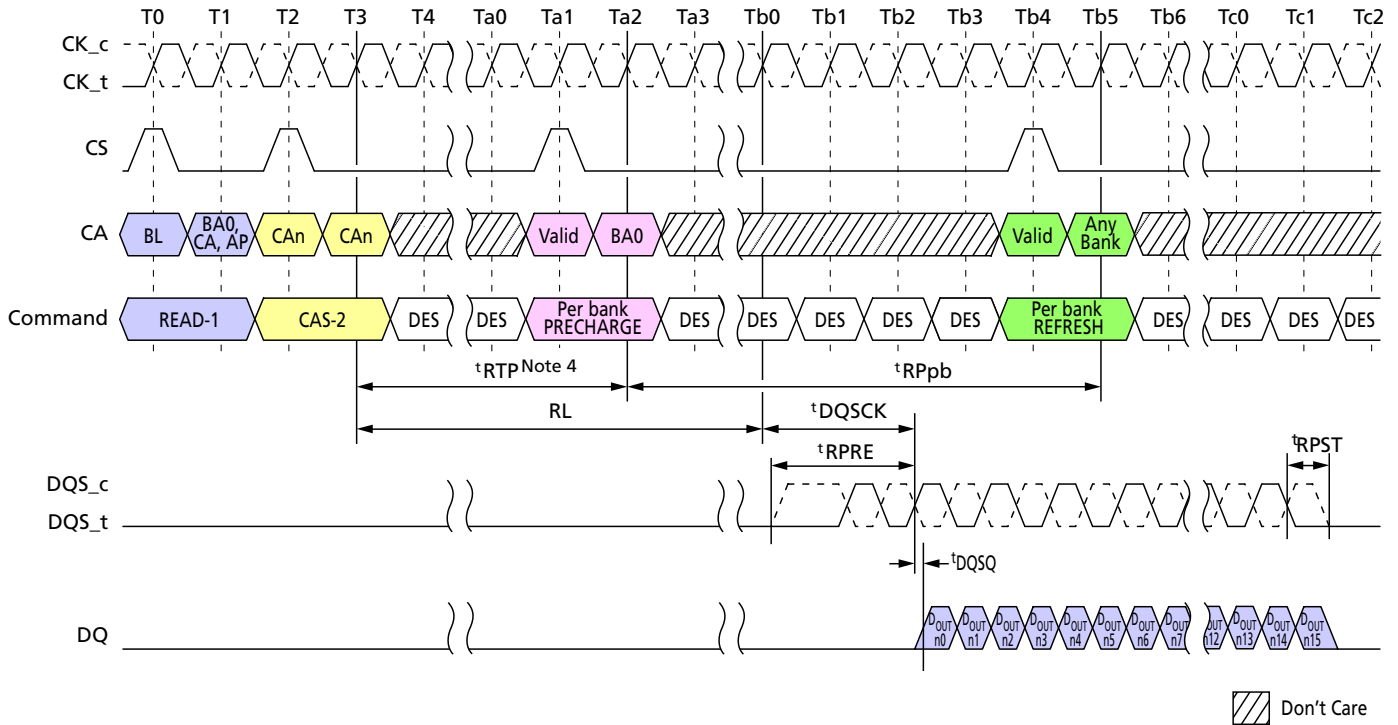 T0 T1 T2 T3 T4 Ta0 Ta1 Ta2 Ta3 Tb0 Tb1 Tb2 Tb3 Tb4 Tb5 Tb6 Tc0 Tc1 Tc2
CK_c
CK_t
CS
CA BL BA0, CA, AP CAn CAn Valid BA0 Valid Any Bank
Command READ-1 CAS-2 DES DES Per bank PRECHARGE DES DES DES DES DES Per bank REFRESH DES DES DES DES
tRTP Note 4 tRPpb
RL tDQSCK
tRPRE tRPST
DQS_c
DQS_t
tDQSQ
DQ DOUT n0 DOUT n1 DOUT n2 DOUT n3 DOUT n4 DOUT n5 DOUT n6 DOUT n7 DOUT n12 DOUT n13 DOUT n14 DOUT n15
Don't Care